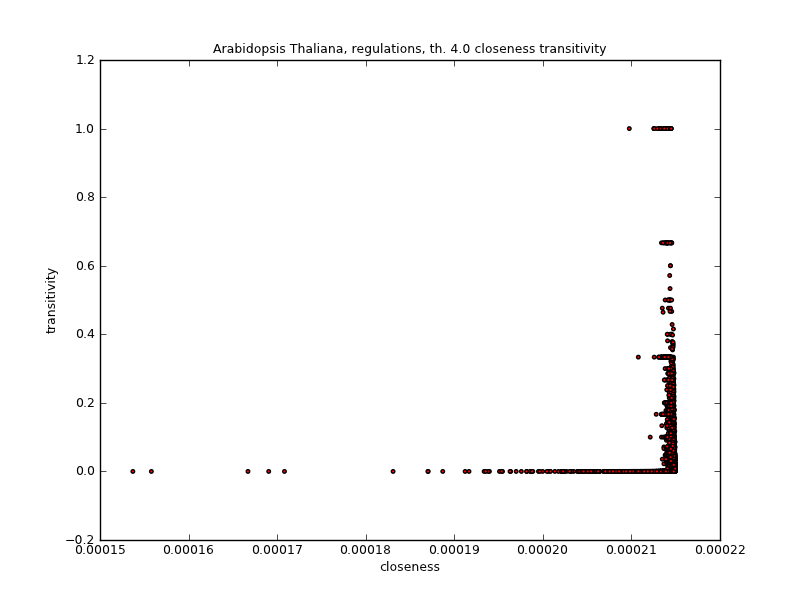 Arabidopsis Thaliana, regulations, th. 4.0 closeness transitivity
1.2
1.0
0.8
0.6
0.4
0.2
0.0
−0.2
transitivity
0.00015 0.00016 0.00017 0.00018 0.00019 0.00020 0.00021 0.00022
closeness